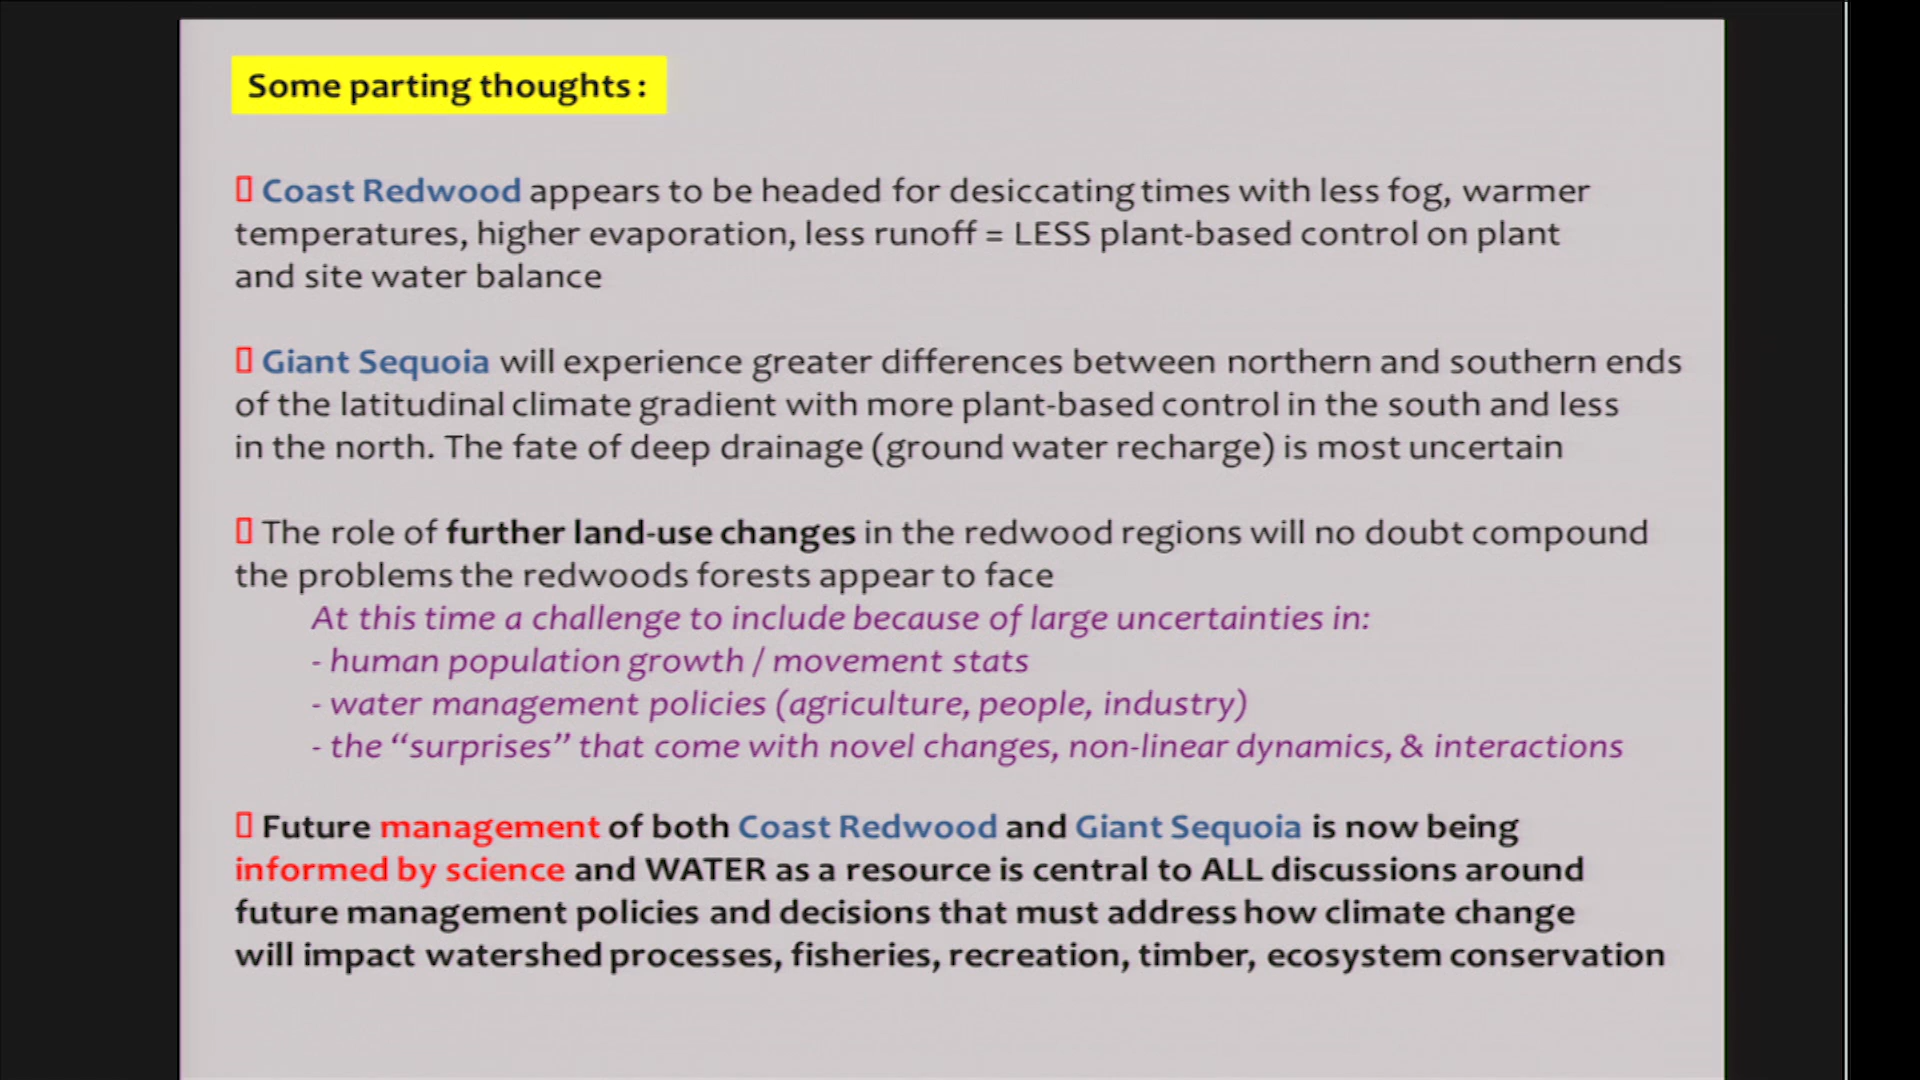 Some parting thoughts :
Coast Redwood appears to be headed for desiccating times with less fog, warmer
temperatures, higher evaporation, less runoff = LESS plant-based control on plant
and site water balance
Giant Sequoia will experience greater differences between northern and southern ends
of the latitudinal climate gradient with more plant-based control in the south and less
in the north. The fate of deep drainage (ground water recharge) is most uncertain
The role of further land-use changes in the redwood regions will no doubt compound
the problems the redwoods forests appear to face
At this time a challenge to include because of large uncertainties in:
- human population growth / movement stats
- water management policies (agriculture, people, industry)
- the “surprises” that come with novel changes, non-linear dynamics, & interactions
Future management of both Coast Redwood and Giant Sequoia is now being
informed by science and WATER as a resource is central to ALL discussions around
future management policies and decisions that must address how climate change
will impact watershed processes, fisheries, recreation, timber, ecosystem conservation